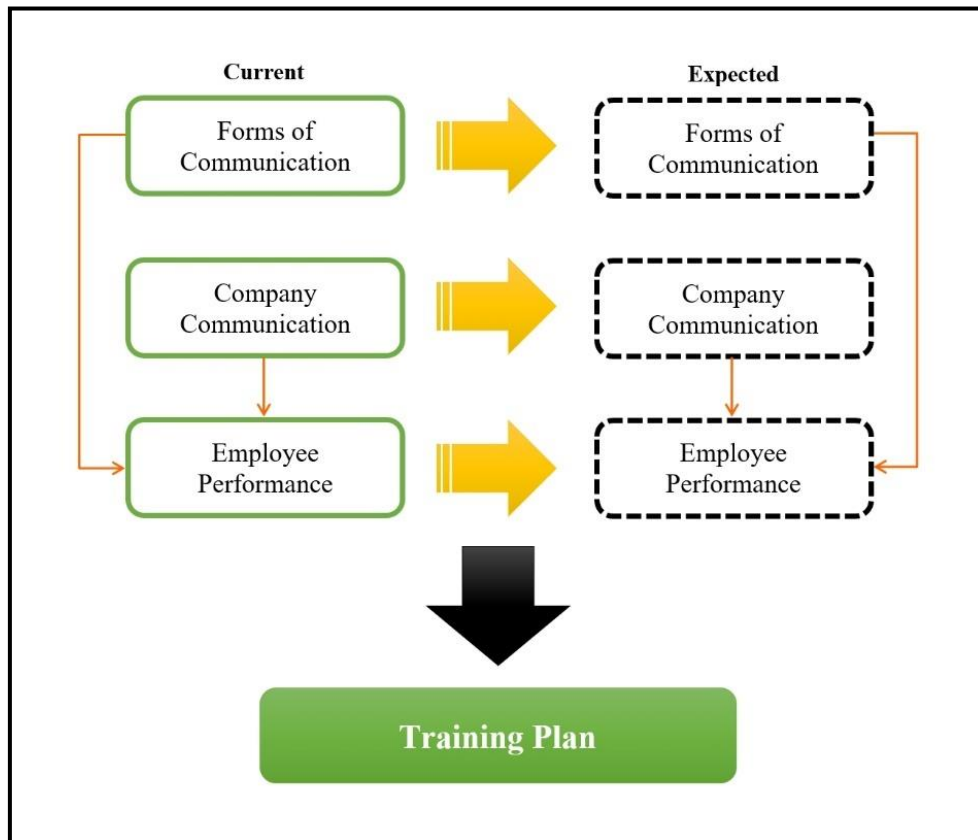 Current
Expected
Forms of
Communication
Forms of
Communication
Company
Communication
Company
Communication
Employee
Performance
Employee
Performance
Training Plan